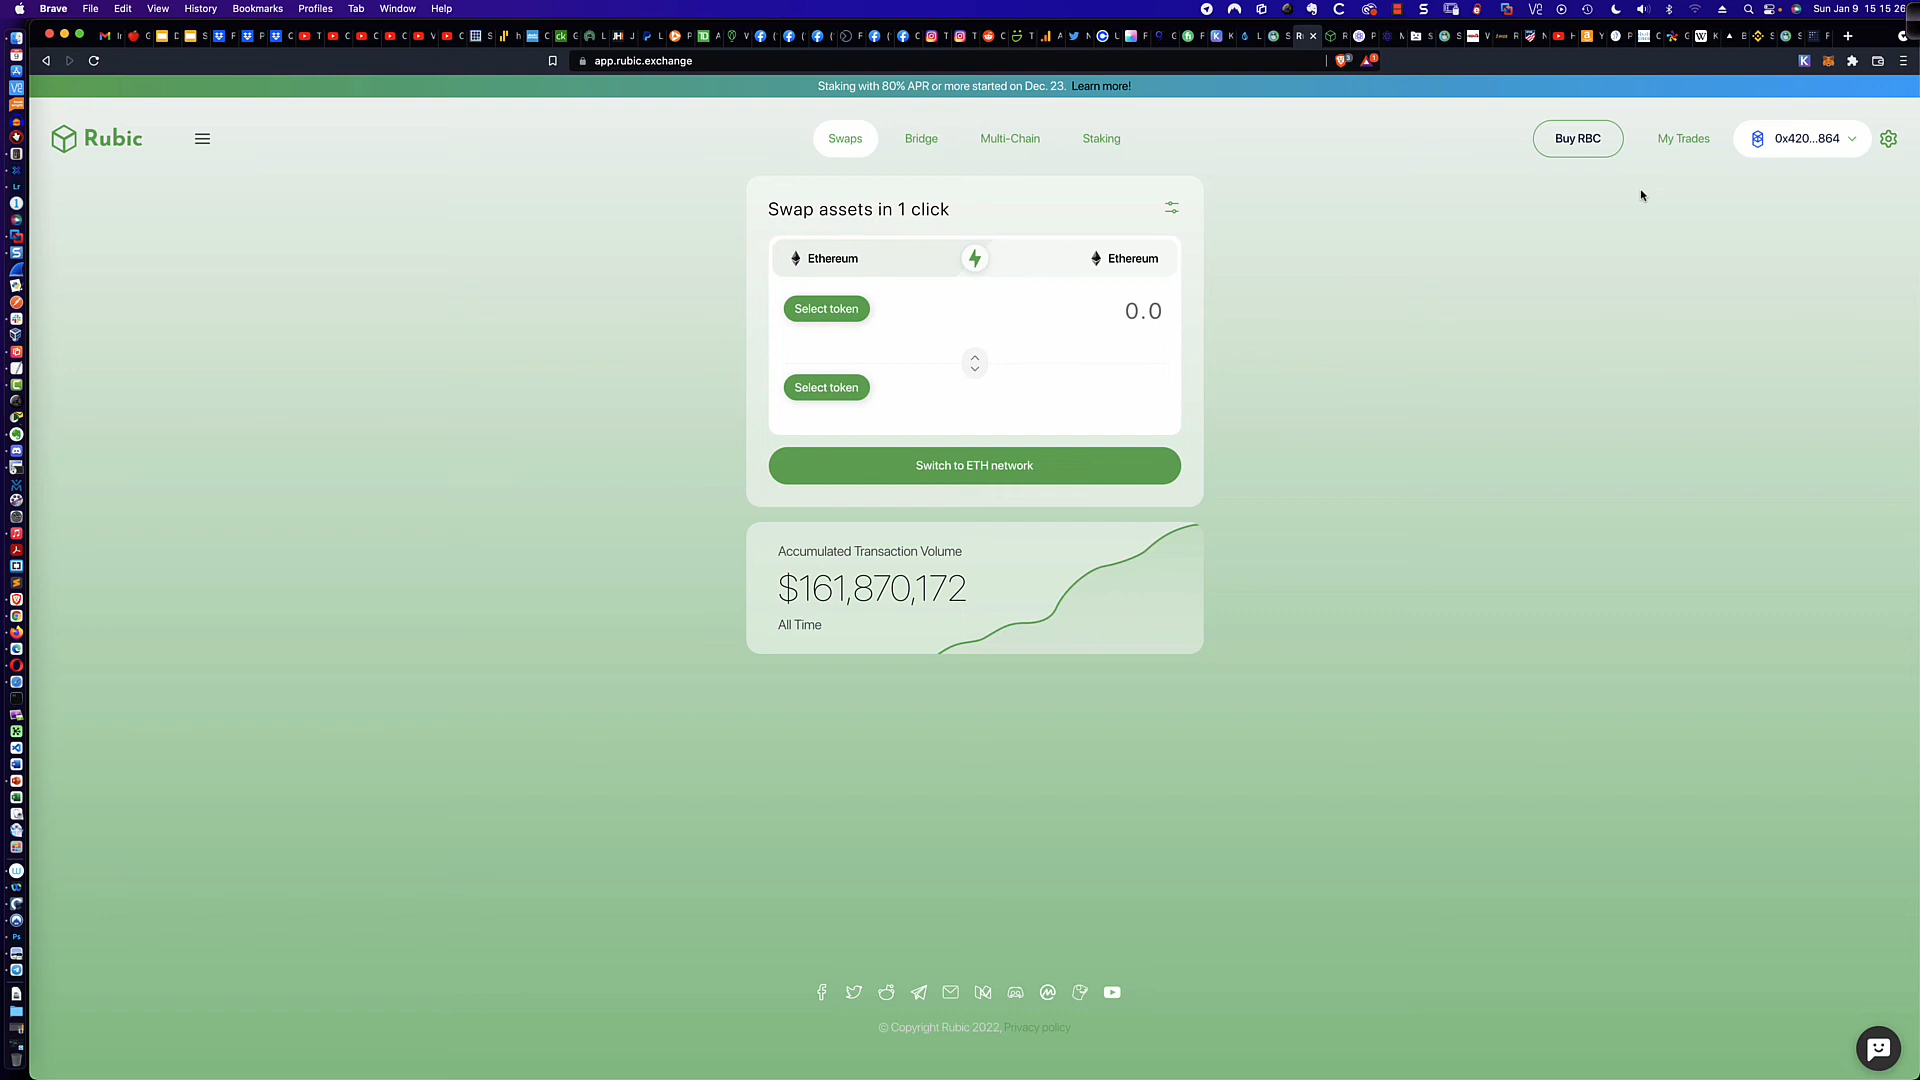 Brave File Edit View History Bookmarks Profiles Tab Window Help
Sun Jan 9 15 15 26
app.rubic.exchange
Staking with 80% APR or more started on Dec. 23. Learn more!
Rubic
Swaps Bridge Multi-Chain Staking
Buy RBC My Trades 0x420...864
Swap assets in 1 click
Ethereum Ethereum
Select token 0.0
Select token
Switch to ETH network
Accumulated Transaction Volume
$161,870,172
All Time
© Copyright Rubic 2022, Privacy policy